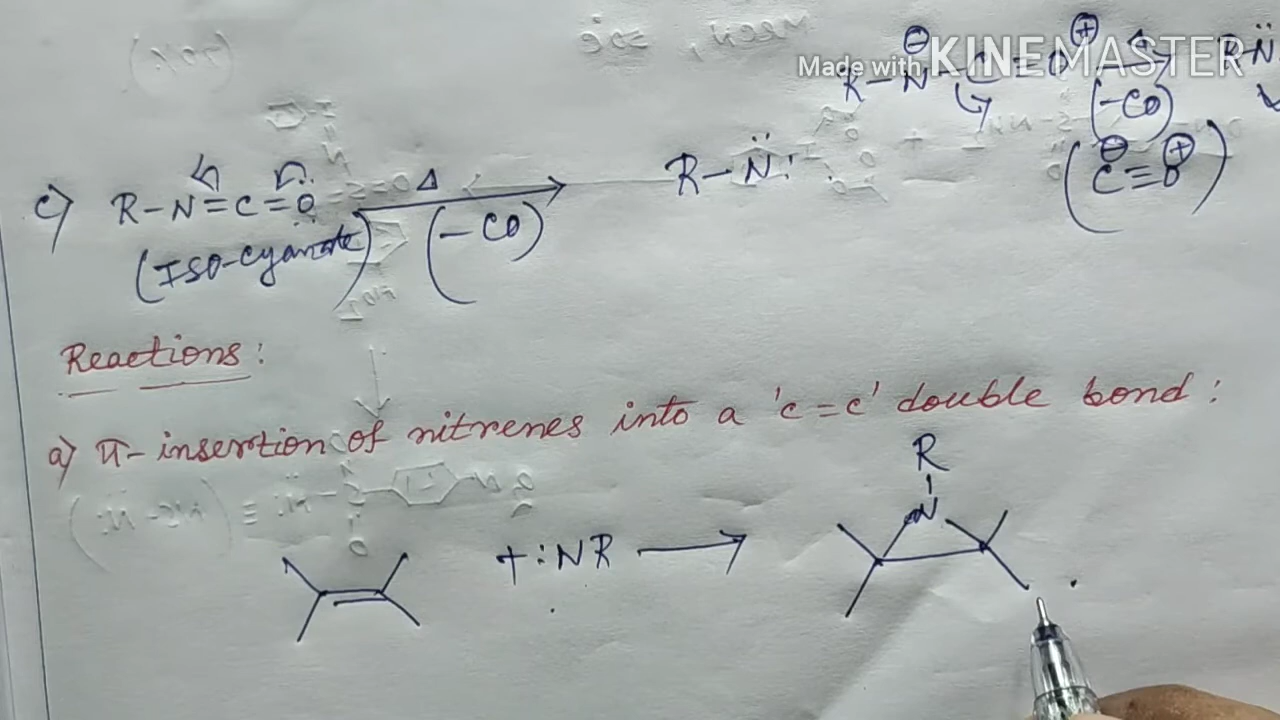 R-N⊖-C≡O⊕ Δ R-N̈
Made with KINEMASTER
(-CO)
c) R-N=C=Ö: Δ R-N̈:
(-CO)
(C⊖≡O⊕)
(ISO-cyanate)
Reactions:
a) π-insertion of nitrenes into a 'c=c' double bond:
R
N
+ :NR →